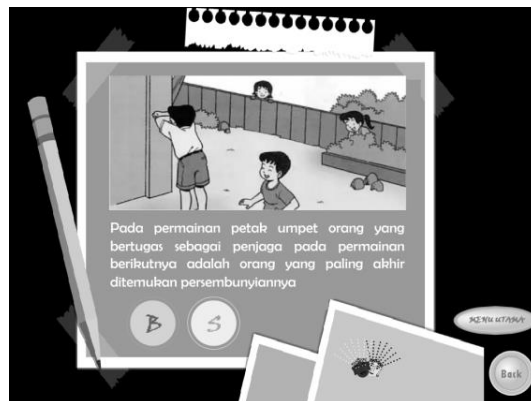 Pada permainan petak umpet orang yang
bertugas sebagai penjaga pada permainan
berikutnya adalah orang yang paling akhir
ditemukan persembunyiannya
B S
MENU UTAMA
Back